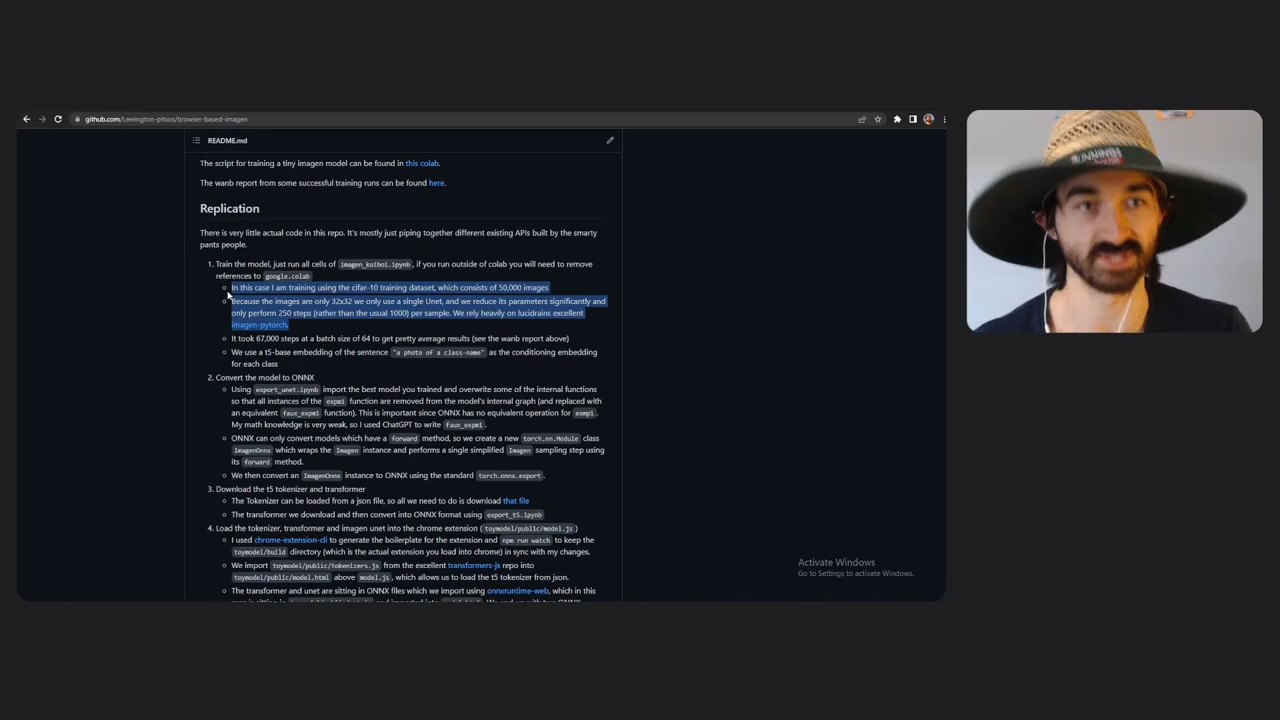 github.com/Lewington-pitsos/browser-based-imagen
README.md
The script for training a tiny imagen model can be found in this colab.
The wanb report from some successful training runs can be found here.
Replication
There is very little actual code in this repo. It's mostly just piping together different existing APIs built by the smarty
pants people.
1. Train the model, just run all cells of imagen_koiboi.ipynb, if you run outside of colab you will need to remove
references to google.colab
In this case I am training using the cifar-10 training dataset, which consists of 50,000 images
Because the images are only 32x32 we only use a single Unet, and we reduce its parameters significantly and
only perform 250 steps (rather than the usual 1000) per sample. We rely heavily on lucidrains excellent
imagen-pytorch.
It took 67,000 steps at a batch size of 64 to get pretty average results (see the wanb report above)
We use a t5-base embedding of the sentence "a photo of a class-name" as the conditioning embedding
for each class
2. Convert the model to ONNX
Using export_unet.ipynb import the best model you trained and overwrite some of the internal functions
so that all instances of the expm1 function are removed from the model's internal graph (and replaced with
an equivalent faux_expm1 function). This is important since ONNX has no equivalent operation for exmp1.
My math knowledge is very weak, so I used ChatGPT to write faux_expm1.
ONNX can only convert models which have a forward method, so we create a new torch.nn.Module class
ImagenOnnx which wraps the Imagen instance and performs a single simplified Imagen sampling step using
its forward method.
We then convert an ImagenOnnx instance to ONNX using the standard torch.onnx.export.
3. Download the t5 tokenizer and transformer
The Tokenizer can be loaded from a json file, so all we need to do is download that file
The transformer we download and then convert into ONNX format using export_t5.ipynb
4. Load the tokenizer, transformer and imagen unet into the chrome extension (toymodel/public/model.js)
I used chrome-extension-cli to generate the boilerplate for the extension and npm run watch to keep the
toymodel/build directory (which is the actual extension you load into chrome) in sync with my changes.
We import toymodel/public/tokenizers.js from the excellent transformers-js repo into
toymodel/public/model.html above model.js, which allows us to load the t5 tokenizer from json.
The transformer and unet are sitting in ONNX files which we import using onnxruntime-web, which in this
Activate Windows
Go to Settings to activate Windows.